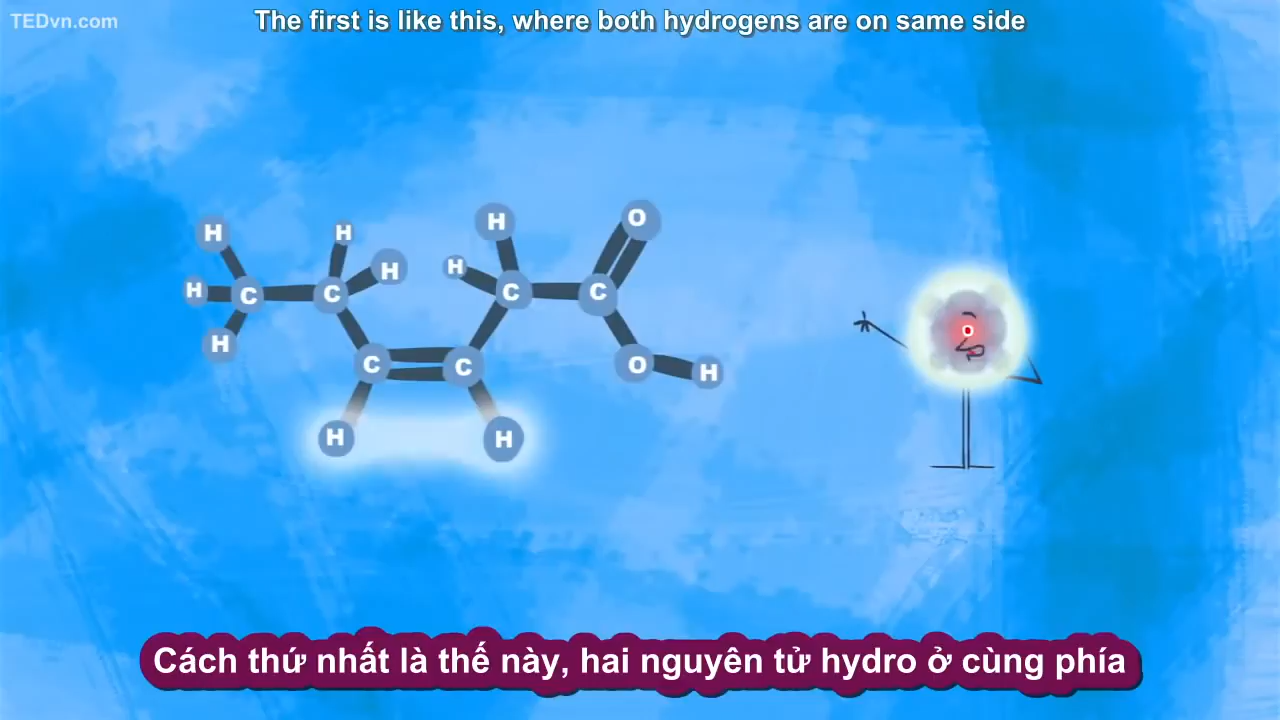 TEDvn.com
The first is like this, where both hydrogens are on same side
H H H O
H C C H H C C
H C C O H
H H
Cách thứ nhất là thế này, hai nguyên tử hydro ở cùng phía